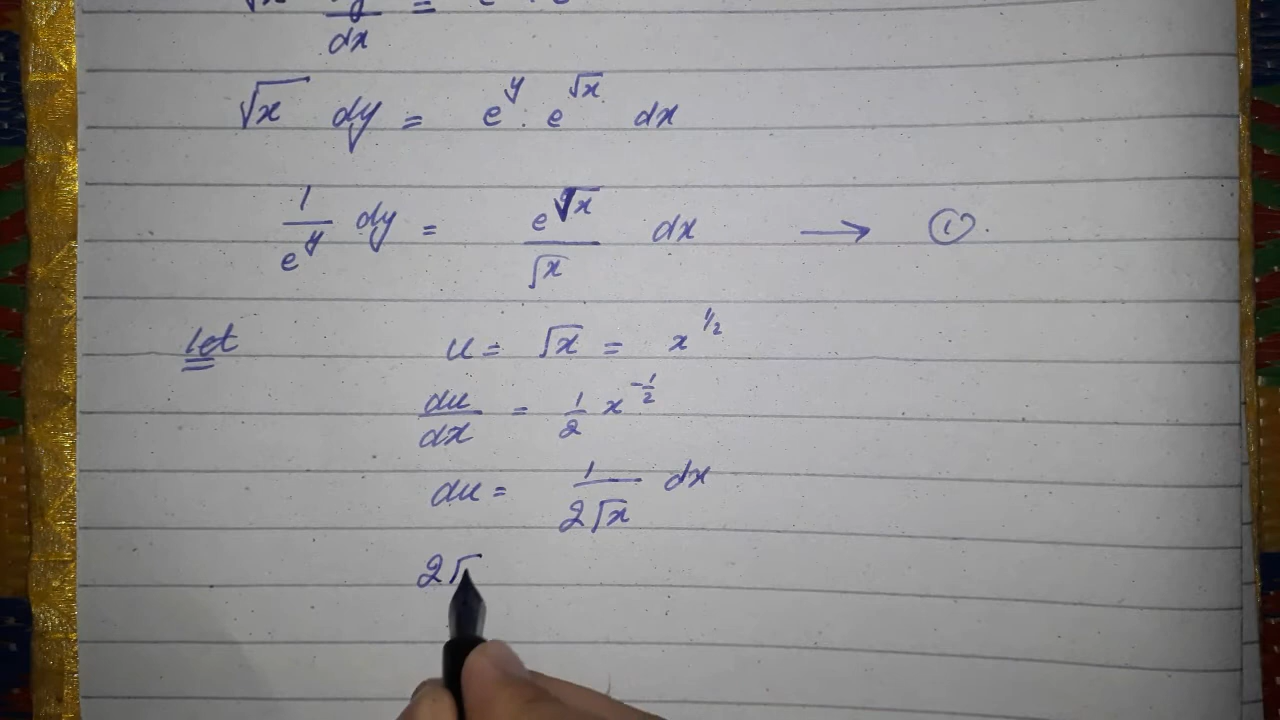 dx
√x dy = e^y . e^√x dx
1/e^y dy = e^√x/√x dx → ①.
let u = √x = x^1/2
du/dx = 1/2 x^-1/2
du = 1/2√x dx
2√